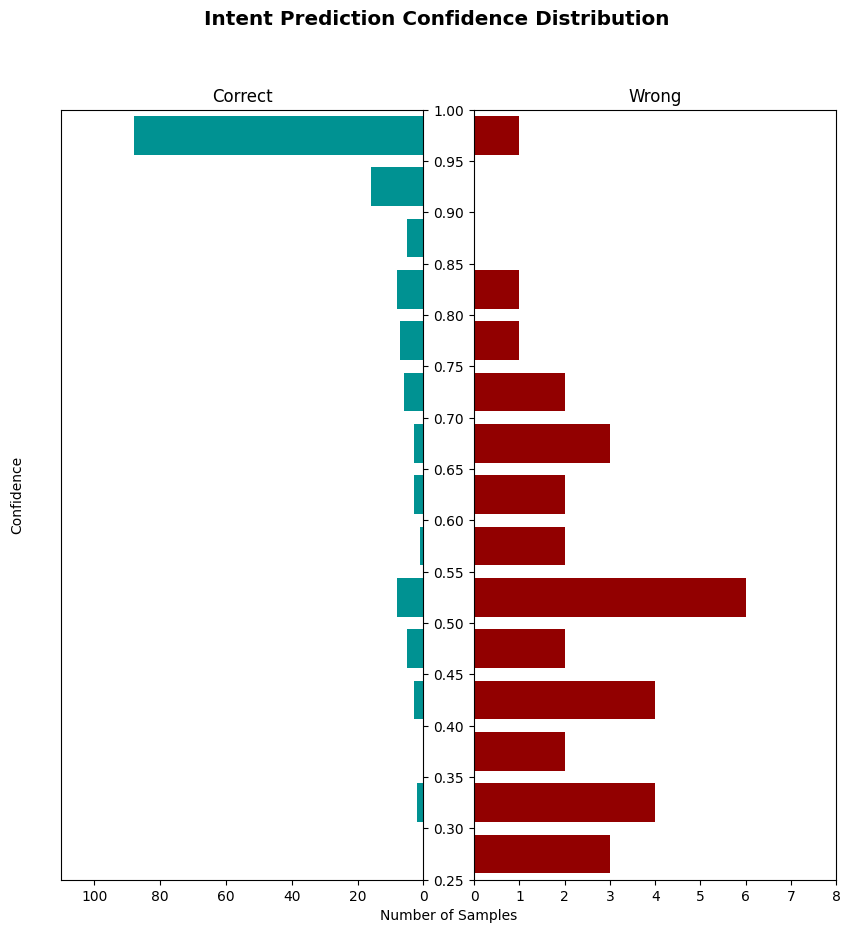 Intent Prediction Confidence Distribution
Correct
Wrong
1.00
0.95
0.90
0.85
0.80
0.75
0.70
0.65
0.60
0.55
0.50
0.45
0.40
0.35
0.30
0.25
Confidence
100 80 60 40 20 0
0 1 2 3 4 5 6 7 8
Number of Samples